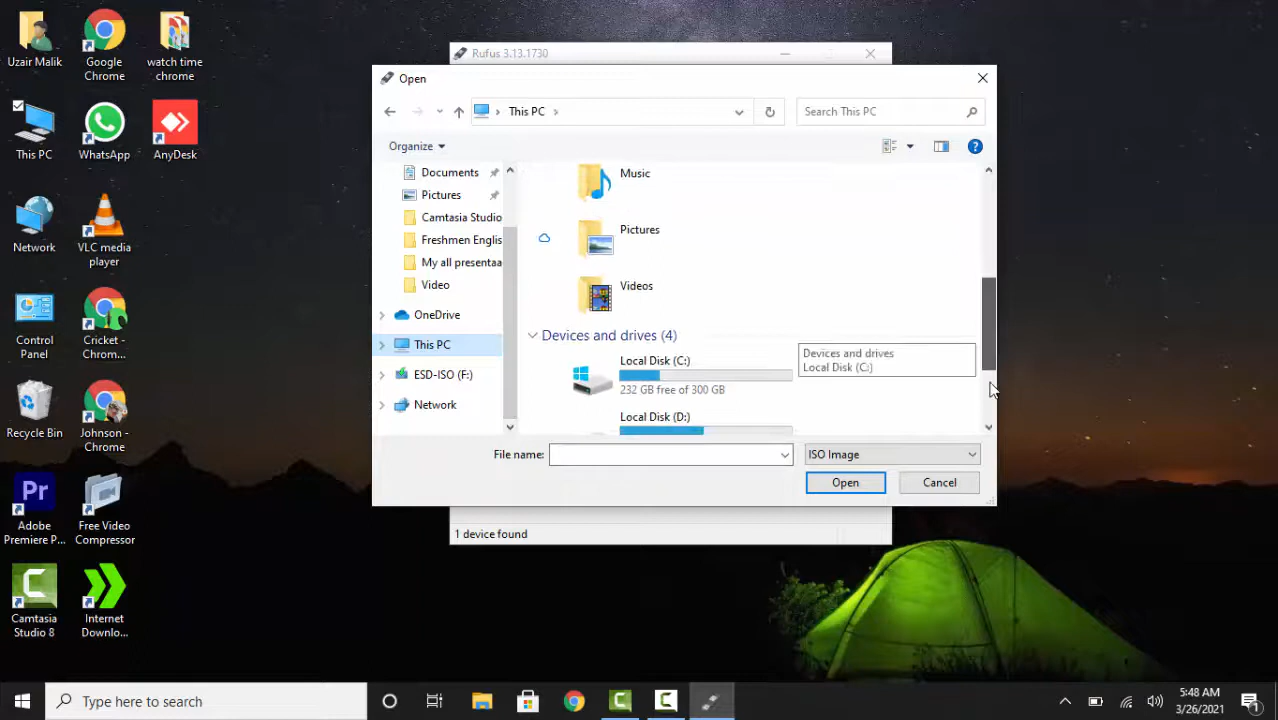 Uzair Malik
Google Chrome
watch time chrome
This PC
WhatsApp
AnyDesk
Network
VLC media player
Control Panel
Cricket - Chrom...
Recycle Bin
Johnson - Chrome
Adobe Premiere P...
Free Video Compressor
Camtasia Studio 8
Internet Downlo...
Rufus 3.13.1730
Open
This PC
Search This PC
Organize
Documents
Pictures
Camtasia Studio
Freshmen Englis
My all presentaa
Video
OneDrive
This PC
ESD-ISO (F:)
Network
Music
Pictures
Videos
Devices and drives (4)
Local Disk (C:)
232 GB free of 300 GB
Local Disk (D:)
Devices and drives
Local Disk (C:)
File name:
ISO Image
Open
Cancel
1 device found
Type here to search
5:48 AM
3/26/2021
1